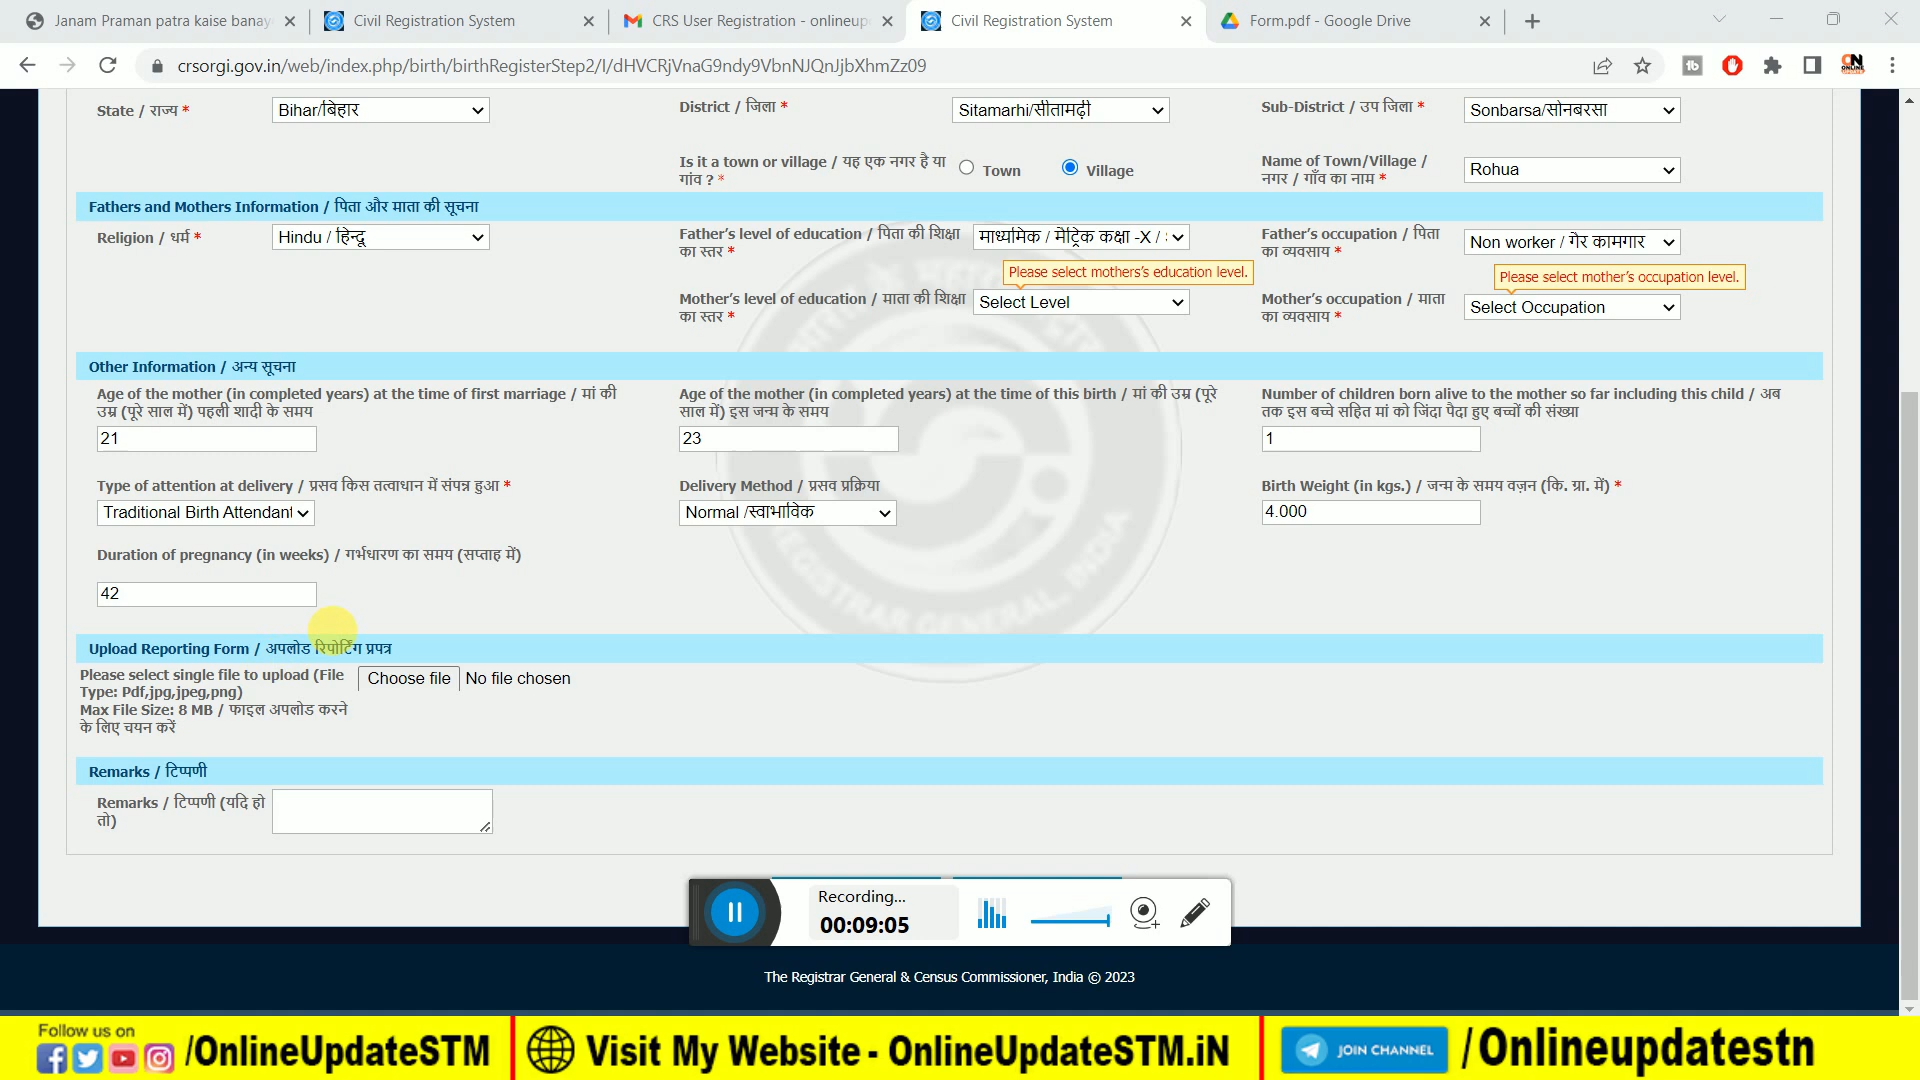 Janam Praman patra kaise banay
Civil Registration System
CRS User Registration - onlineup
Civil Registration System
Form.pdf - Google Drive
crsorgi.gov.in/web/index.php/birth/birthRegisterStep2/I/dHVCRjVnaG9ndy9VbnNJQnJjbXhmZz09
State / राज्य *
Bihar/बिहार
District / जिला *
Sitamarhi/सीतामढ़ी
Sub-District / उप जिला *
Sonbarsa/सोनबरसा
Is it a town or village / यह एक नगर है या
गांव ? *
Town
Village
Name of Town/Village /
नगर / गाँव का नाम *
Rohua
Fathers and Mothers Information / पिता और माता की सूचना
Religion / धर्म *
Hindu / हिन्दू
Father's level of education / पिता की शिक्षा
का स्तर *
माध्यमिक / मेट्रिक कक्षा -X /
Father's occupation / पिता
का व्यवसाय *
Non worker / गेर कामगार
Please select mothers's education level.
Please select mother's occupation level.
Mother's level of education / माता की शिक्षा
का स्तर *
Select Level
Mother's occupation / माता
का व्यवसाय *
Select Occupation
Other Information / अन्य सूचना
Age of the mother (in completed years) at the time of first marriage / मां की
उम्र (पूरे साल में) पहली शादी के समय
21
Age of the mother (in completed years) at the time of this birth / मां की उम्र (पूरे
साल में) इस जन्म के समय
23
Number of children born alive to the mother so far including this child / अब
तक इस बच्चे सहित मां को जिंदा पैदा हुए बच्चों की संख्या
1
Type of attention at delivery / प्रसव किस तत्वाधान में संपन्न हुआ *
Traditional Birth Attendant
Delivery Method / प्रसव प्रक्रिया
Normal /स्वाभाविक
Birth Weight (in kgs.) / जन्म के समय वज़न (कि. ग्रा. में) *
4.000
Duration of pregnancy (in weeks) / गर्भधारण का समय (सप्ताह में)
42
REGISTRAR GENERAL, INDIA
Upload Reporting Form / अपलोड रिपोर्टिंग प्रपत्र
Please select single file to upload (File
Type: Pdf,jpg,jpeg,png)
Max File Size: 8 MB / फाइल अपलोड करने
के लिए चयन करें
Choose file
No file chosen
Remarks / टिप्पणी
Remarks / टिप्पणी (यदि हो
तो)
Recording...
00:09:05
The Registrar General & Census Commissioner, India © 2023
Follow us on
/OnlineUpdateSTM
Visit My Website - OnlineUpdateSTM.iN
JOIN CHANNEL
/Onlineupdatestn